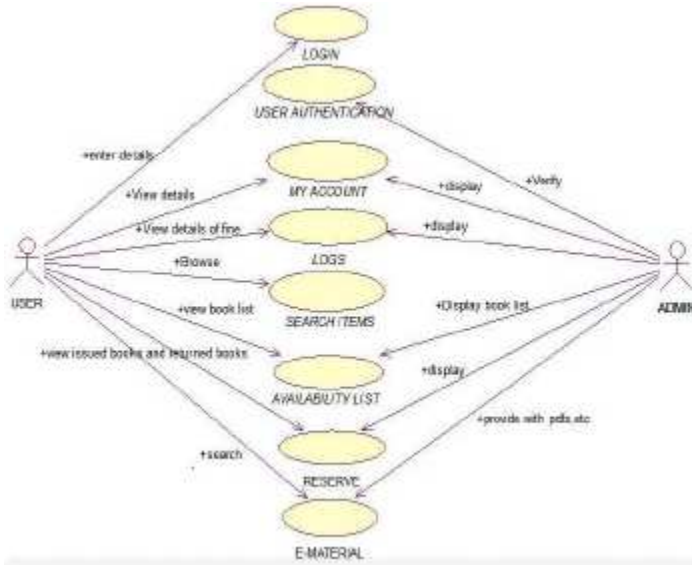 LOGIN
USER AUTHENTICATION
+enter details
MY ACCOUNT
+View details
+display
+Verify
+View details of fine
+display
LOGS
USER
ADMIN
+Browse
SEARCH ITEMS
+view book list
+Display book list
+view issued books and returned books
AVAILABILITY LIST
+display
+provide with pdfs,etc
+search
RESERVE
E-MATERIAL